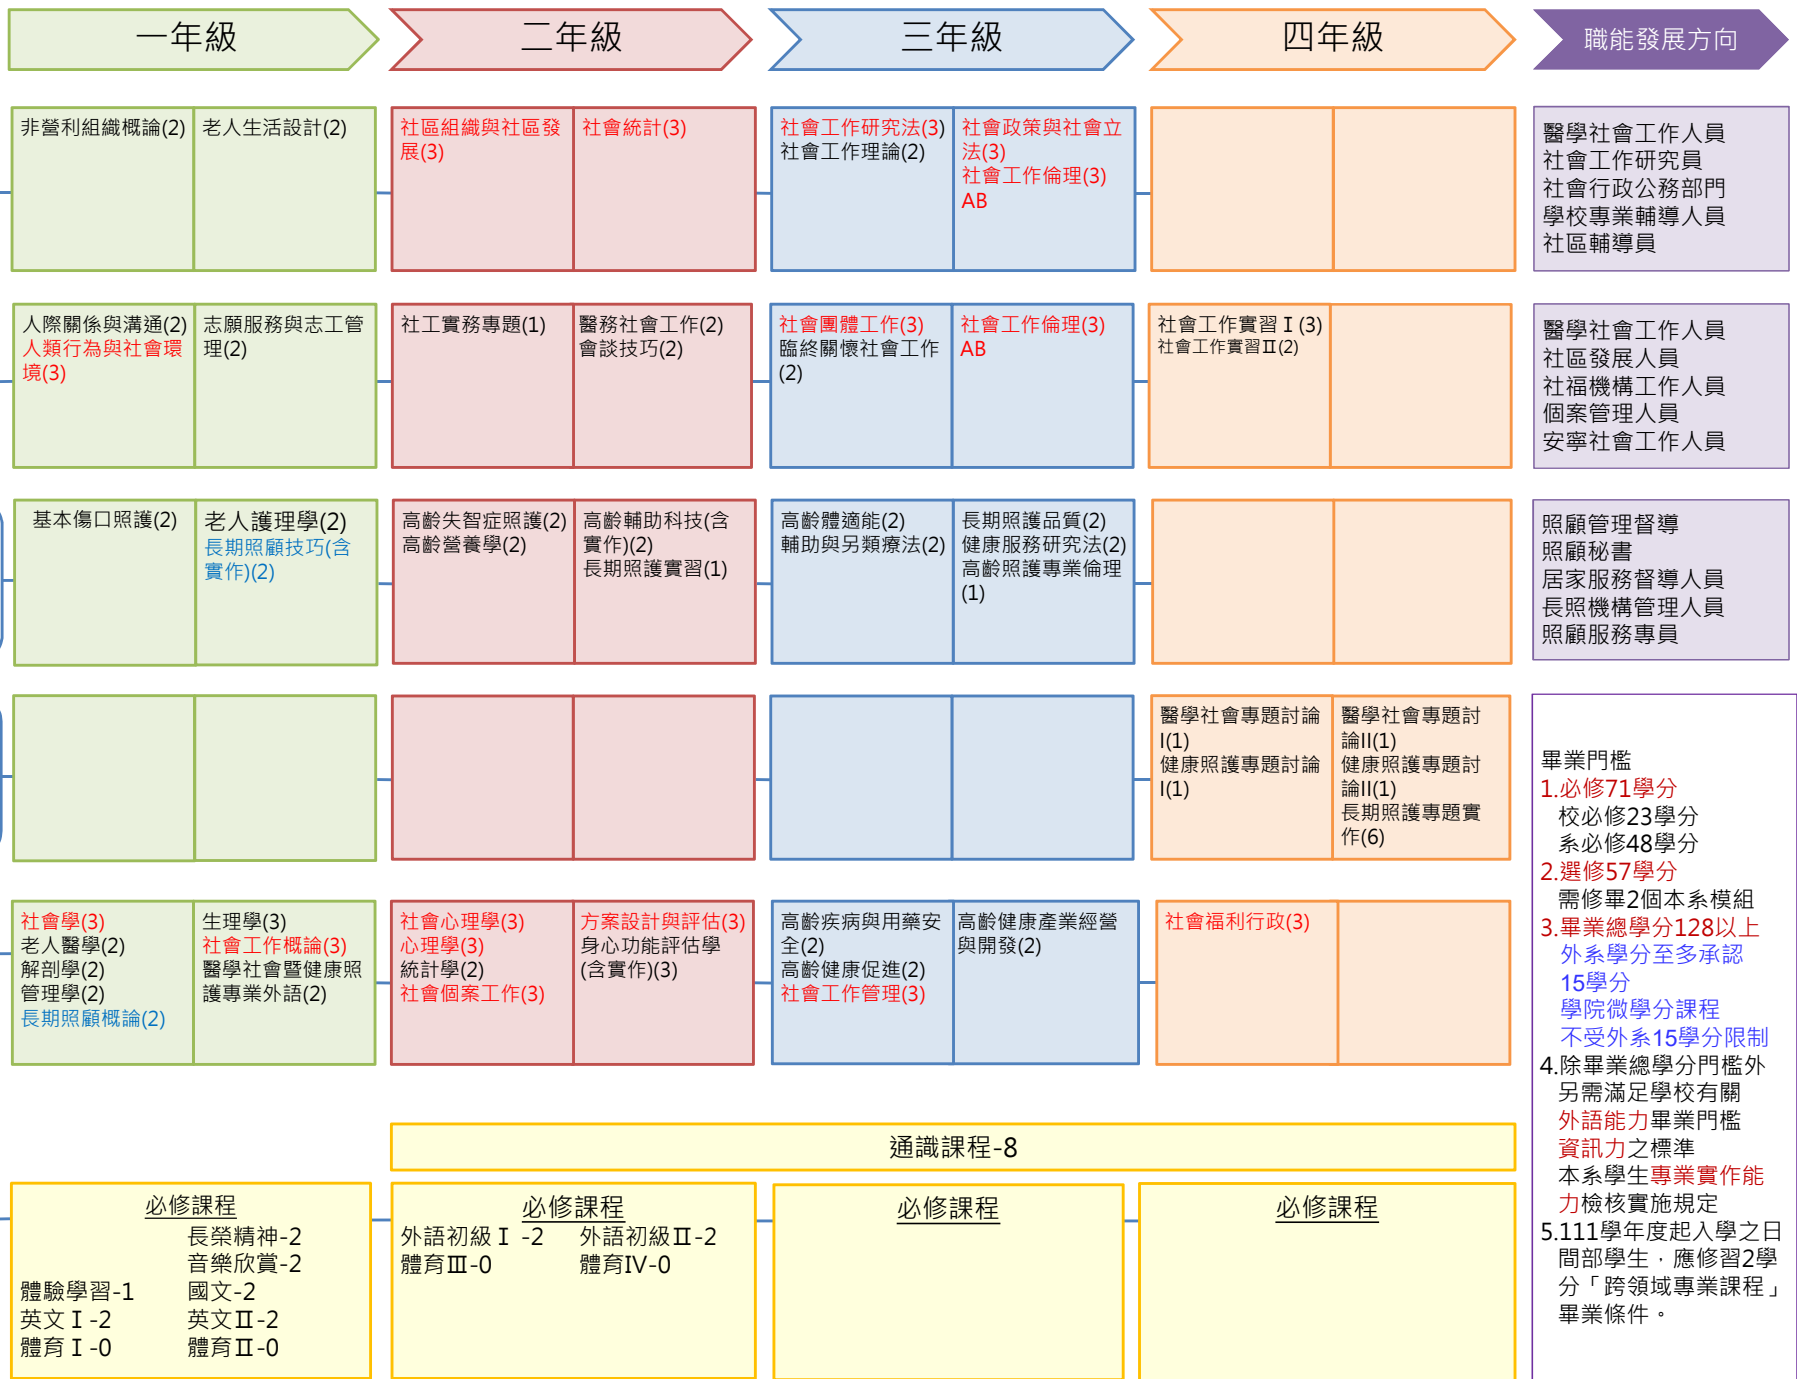 一年級
二年級
三年級
四年級
職能發展方向
非營利組織概論(2)
老人生活設計(2)
社區組織與社區發
展(3)
社會統計(3)
社會工作研究法(3)
社會工作理論(2)
社會政策與社會立
法(3)
社會工作倫理(3)
AB
醫學社會工作人員
社會工作研究員
社會行政公務部門
學校專業輔導人員
社區輔導員
人際關係與溝通(2)
人類行為與社會環
境(3)
志願服務與志工管
理(2)
社工實務專題(1)
醫務社會工作(2)
會談技巧(2)
社會團體工作(3)
臨終關懷社會工作
(2)
社會工作倫理(3)
AB
社會工作實習Ⅰ(3)
社會工作實習Ⅱ(2)
醫學社會工作人員
社區發展人員
社福機構工作人員
個案管理人員
安寧社會工作人員
基本傷口照護(2)
老人護理學(2)
長期照顧技巧(含
實作)(2)
高齡失智症照護(2)
高齡營養學(2)
高齡輔助科技(含
實作)(2)
長期照護實習(1)
高齡體適能(2)
輔助與另類療法(2)
長期照護品質(2)
健康服務研究法(2)
高齡照護專業倫理
(1)
照顧管理督導
照顧秘書
居家服務督導人員
長照機構管理人員
照顧服務專員
醫學社會專題討論
I(1)
健康照護專題討論
I(1)
醫學社會專題討
論II(1)
健康照護專題討
論II(1)
長期照護專題實
作(6)
社會學(3)
老人醫學(2)
解剖學(2)
管理學(2)
長期照顧概論(2)
生理學(3)
社會工作概論(3)
醫學社會暨健康照
護專業外語(2)
社會心理學(3)
心理學(3)
統計學(2)
社會個案工作(3)
方案設計與評估(3)
身心功能評估學
(含實作)(3)
高齡疾病與用藥安
全(2)
高齡健康促進(2)
社會工作管理(3)
高齡健康產業經營
與開發(2)
社會福利行政(3)
畢業門檻
1.必修71學分
校必修23學分
系必修48學分
2.選修57學分
需修畢2個本系模組
3.畢業總學分128以上
外系學分至多承認
15學分
學院微學分課程
不受外系15學分限制
4.除畢業總學分門檻外
另需滿足學校有關
外語能力畢業門檻
資訊力之標準
本系學生專業實作能
力檢核實施規定
5.111學年度起入學之日
間部學生，應修習2學
分「跨領域專業課程」
畢業條件。
通識課程-8
必修課程
長榮精神-2
音樂欣賞-2
體驗學習-1 國文-2
英文Ⅰ-2 英文Ⅱ-2
體育Ⅰ-0 體育Ⅱ-0
必修課程
外語初級Ⅰ-2 外語初級Ⅱ-2
體育Ⅲ-0 體育IV-0
必修課程
必修課程